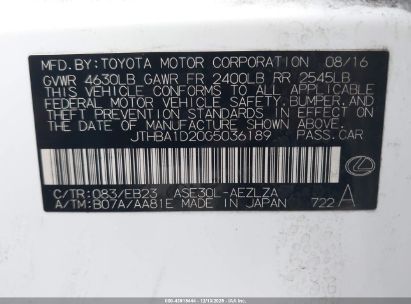 MFD.BY:TOYOTA MOTOR CORPORATION 08/16
GVWR 4630LB GAWR FR 2400LB RR 2545LB
THIS VEHICLE CONFORMS TO ALL APPLICABLE
FEDERAL MOTOR VEHICLE SAFETY, BUMPER, AND
THEFT PREVENTION STANDARDS IN EFFECT ON
THE DATE OF MANUFACTURE SHOWN ABOVE.
JTHBA1D20G5036189 PASS.CAR
C/TR:083/EB23 ASE30L-AEZLZA
A/TM:B07A/AA81E MADE IN JAPAN 722 A